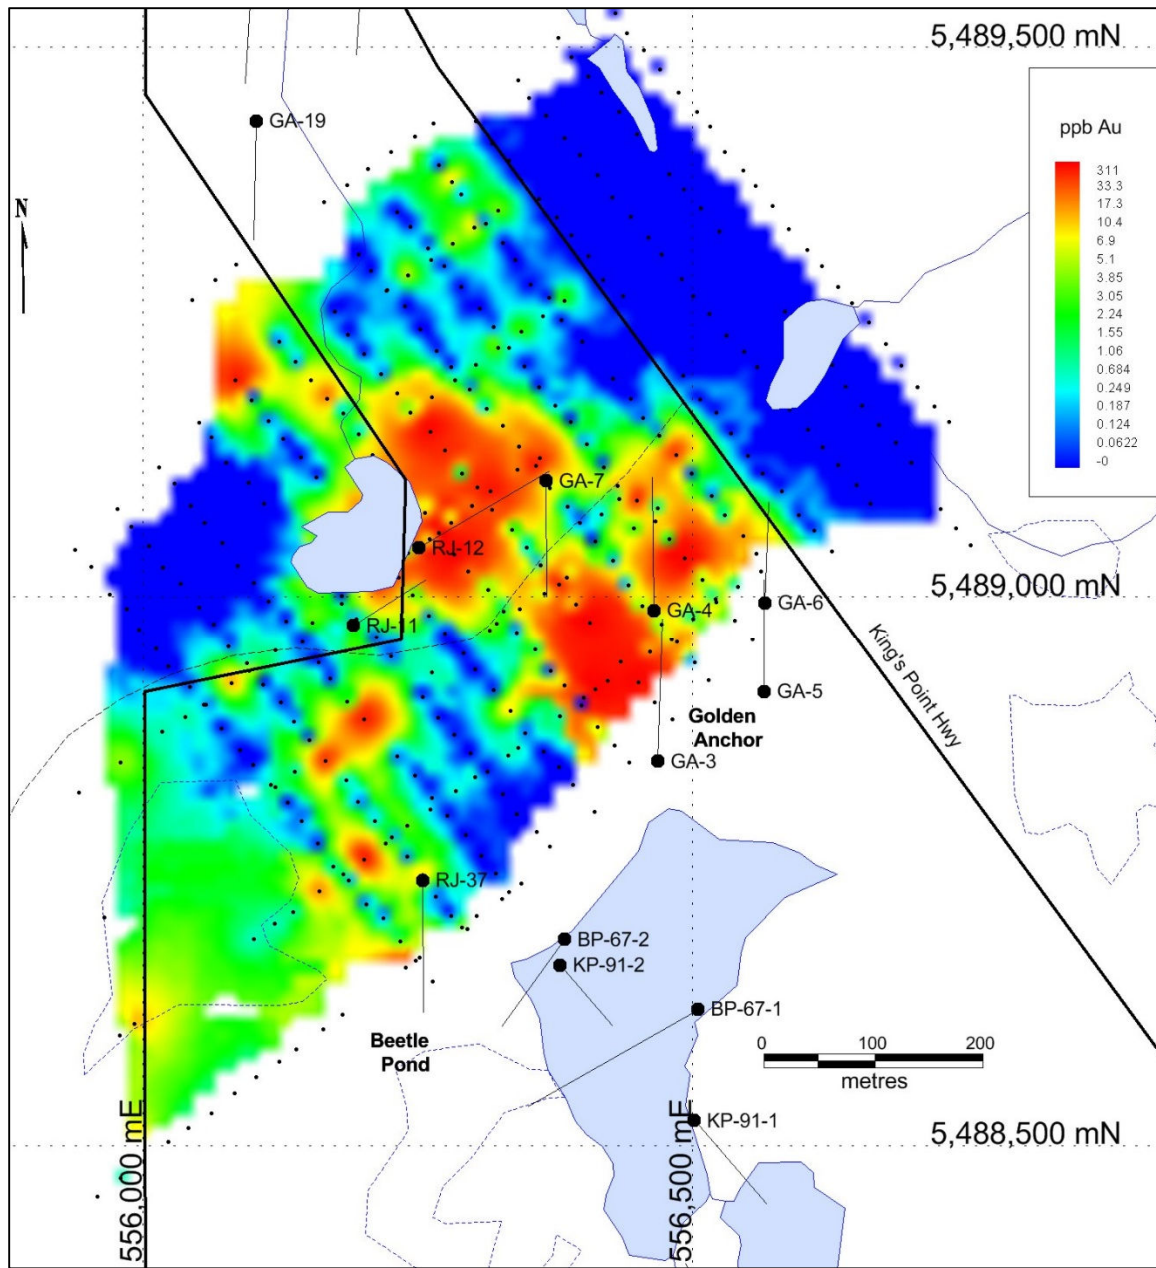 5,489,500 mN
ppb Au
311
33.3
17.3
10.4
6.9
5.1
3.85
3.05
2.24
1.55
1.06
0.684
0.249
0.187
0.124
0.0622
-0
N
GA-19
GA-7
RJ-12
5,489,000 mN
GA-4
GA-6
RJ-11
King's Point Hwy
GA-5
Golden
Anchor
GA-3
RJ-37
BP-67-2
KP-91-2
BP-67-1
Beetle
Pond
0 100 200
metres
KP-91-1
5,488,500 mN
556,000 mE
556,500 mE